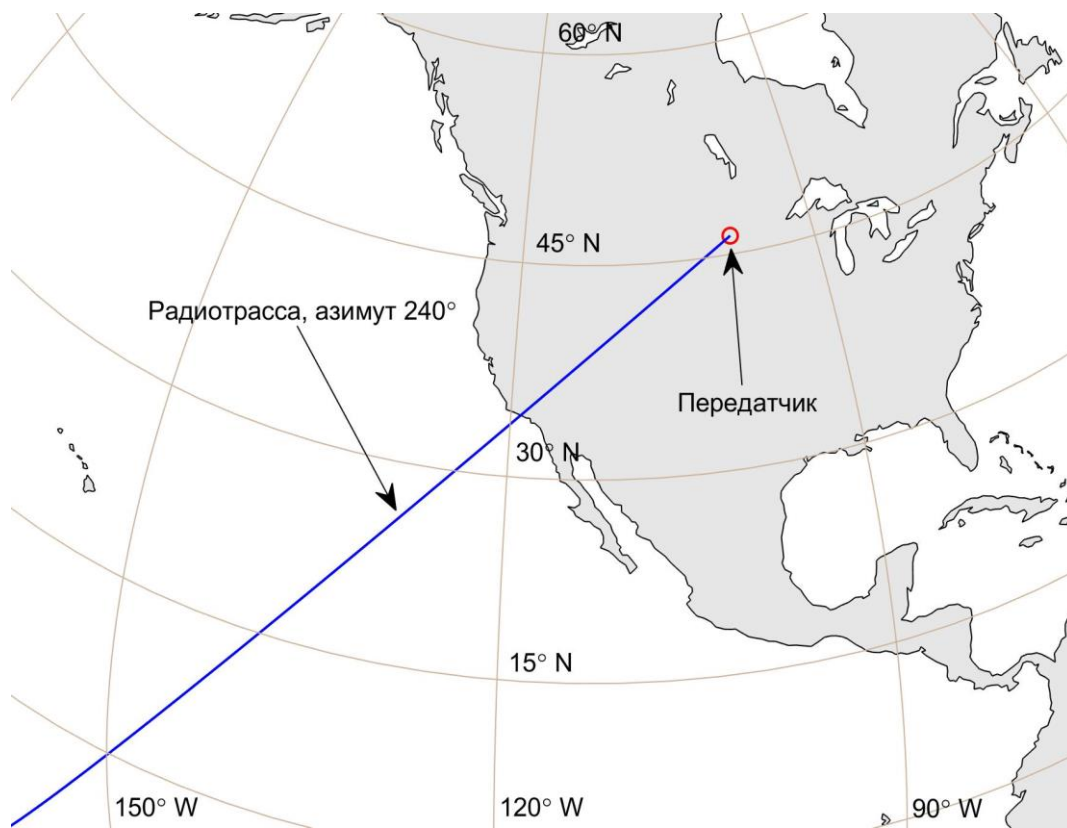 60° N
45° N
Радиотрасса, азимут 240°
Передатчик
30° N
15° N
150° W
120° W
90° W